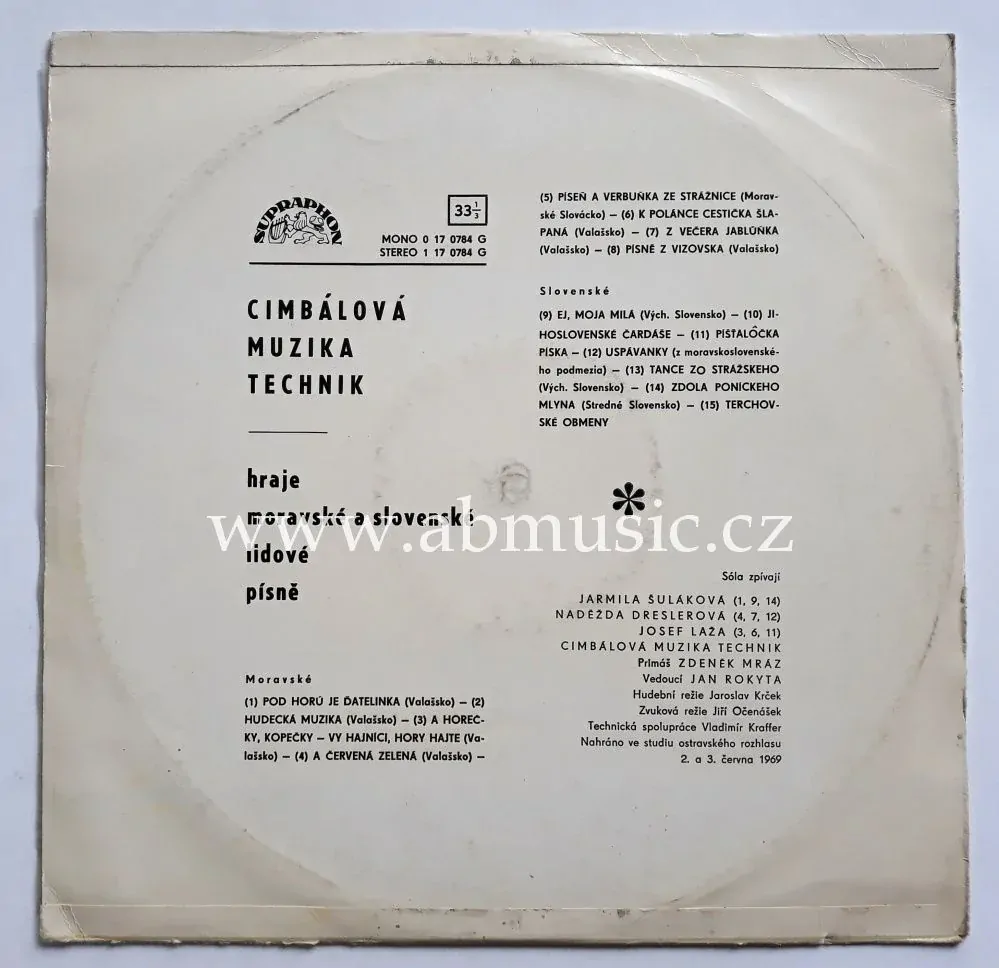 SUPRAPHON
33 1/3
MONO 0 17 0784 G
STEREO 1 17 0784 G
CIMBÁLOVÁ
MUZIKA
TECHNIK
hraje
moravské a slovenské
lidové
písně
Moravské
(1) POD HORÚ JE ĎATELINKA (Valašsko) – (2)
HUDECKÁ MUZIKA (Valašsko) – (3) A HOREČ-
KY, KOPEČKY – VY HAJNÍCI, HORY HAJTE (Va-
lašsko) – (4) A ČERVENÁ ZELENÁ (Valašsko) –
(5) PÍSEŇ A VERBUŇKA ZE STRÁŽNICE (Morav-
ské Slovácko) – (6) K POLÁNCE CESTIČKA ŠLA-
PANÁ (Valašsko) – (7) Z VEČERA JABLŮŇKA
(Valašsko) – (8) PÍSNĚ Z VIZOVSKA (Valašsko)
Slovenské
(9) EJ, MOJA MILÁ (Vých. Slovensko) – (10) JI-
HOSLOVENSKÉ ČARDÁŠE – (11) PÍŠŤALÔČKA
PÍSKA – (12) USPÁVANKY (z moravskoslovenské-
ho podmezia) – (13) TANCE ZO STRÁŽSKEHO
(Vých. Slovensko) – (14) ZDOLA PONICKEHO
MLYNA (Stredné Slovensko) – (15) TERCHOV-
SKÉ OBMENY
*
www.abmusic.cz
Sóla zpívají
JARMILA ŠULÁKOVÁ (1, 9, 14)
NADĚŽDA DRESLEROVÁ (4, 7, 12)
JOSEF LAŽA (3, 6, 11)
CIMBÁLOVÁ MUZIKA TECHNIK
Primáš ZDENĚK MRÁZ
Vedoucí JAN ROKYTA
Hudební režie Jaroslav Krček
Zvuková režie Jiří Očenášek
Technická spolupráce Vladimír Kraffer
Nahráno ve studiu ostravského rozhlasu
2. a 3. června 1969